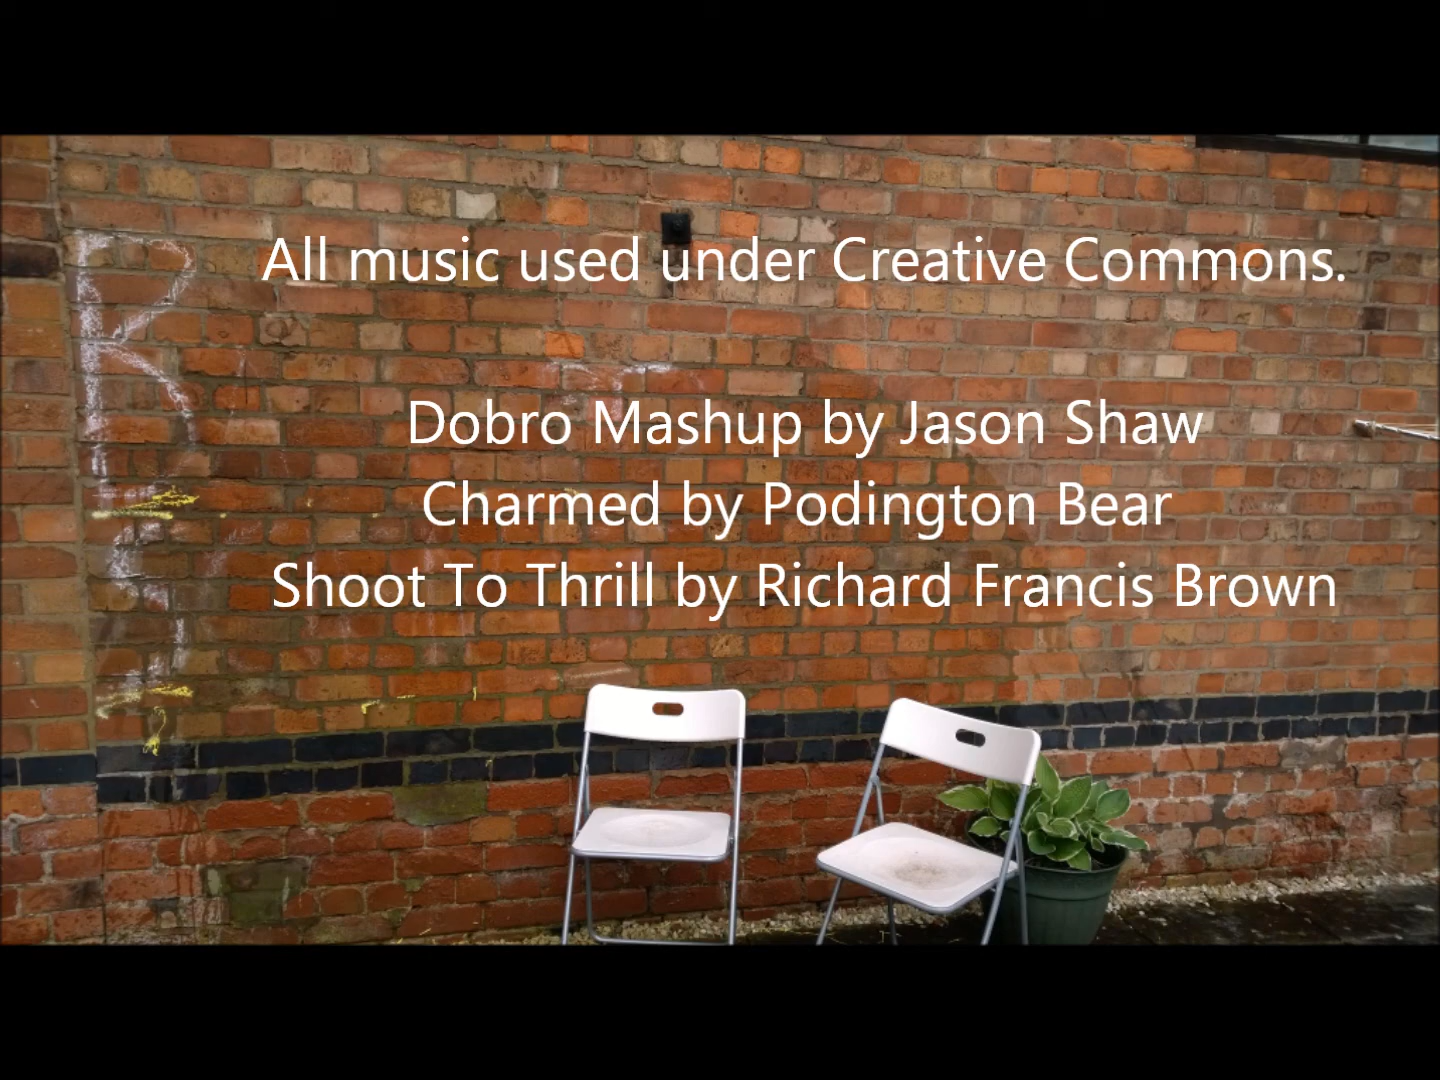 All music used under Creative Commons.
Dobro Mashup by Jason Shaw
Charmed by Podington Bear
Shoot To Thrill by Richard Francis Brown